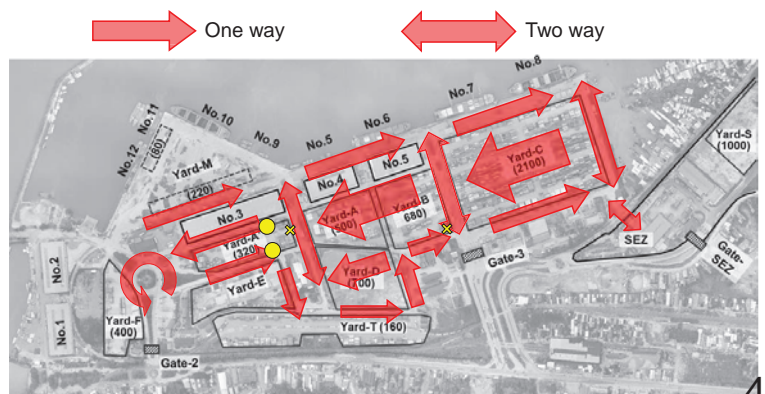 One way
Two way
No.8
No.7
No.6
No.5
No.9
No.10
No.11
No.12
(80)
Yard-M
(220)
No.3
No.4
No.5
Yard-A
(500)
Yard-B
680)
Yard-C
(2100)
Yard-S
(1000)
Yard-A
(320)
Yard-D
(700)
Yard-E
Yard-F
(400)
Yard-T (160)
No.2
No.1
Gate-2
Gate-3
SEZ
Gate-
SEZ
4